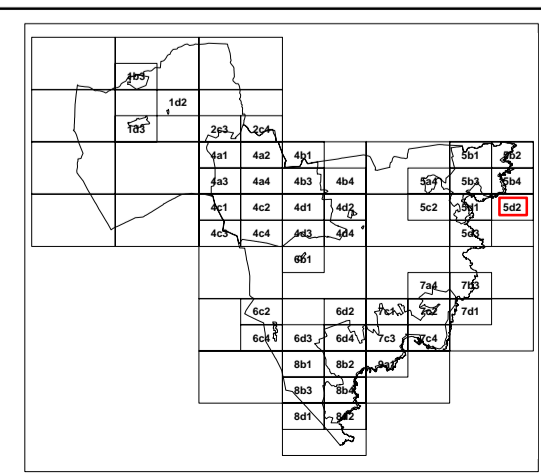 1b3
1d2
1d3
2c3 2c4
4a1 4a2 4b1 5b1 5b2
4a3 4a4 4b3 4b4 5a4 5b3 5b4
4c1 4c2 4d1 4d2 5c2 5d1 5d2
4c3 4c4 4d3 4d4 5d3
6b1
7a4 7b3
6c2 6d2 7c1 7c2 7d1
6c4 6d3 6d4 7c3 7c4
8b1 8b2 9a1
8b3 8b4
8d1 8d2